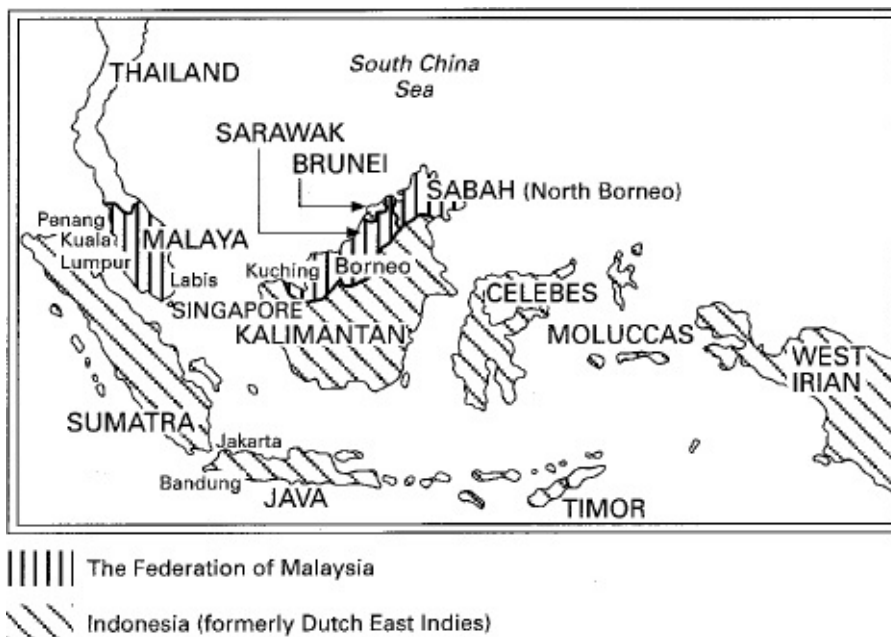 THAILAND
South China
Sea
SARAWAK
BRUNEI
SABAH (North Borneo)
Penang
Kuala
Lumpur
MALAYA
Labis
SINGAPORE
Kuching
Borneo
KALIMANTAN
CELEBES
MOLUCCAS
WEST
IRIAN
SUMATRA
Jakarta
Bandung
JAVA
TIMOR
The Federation of Malaysia
Indonesia (formerly Dutch East Indies)